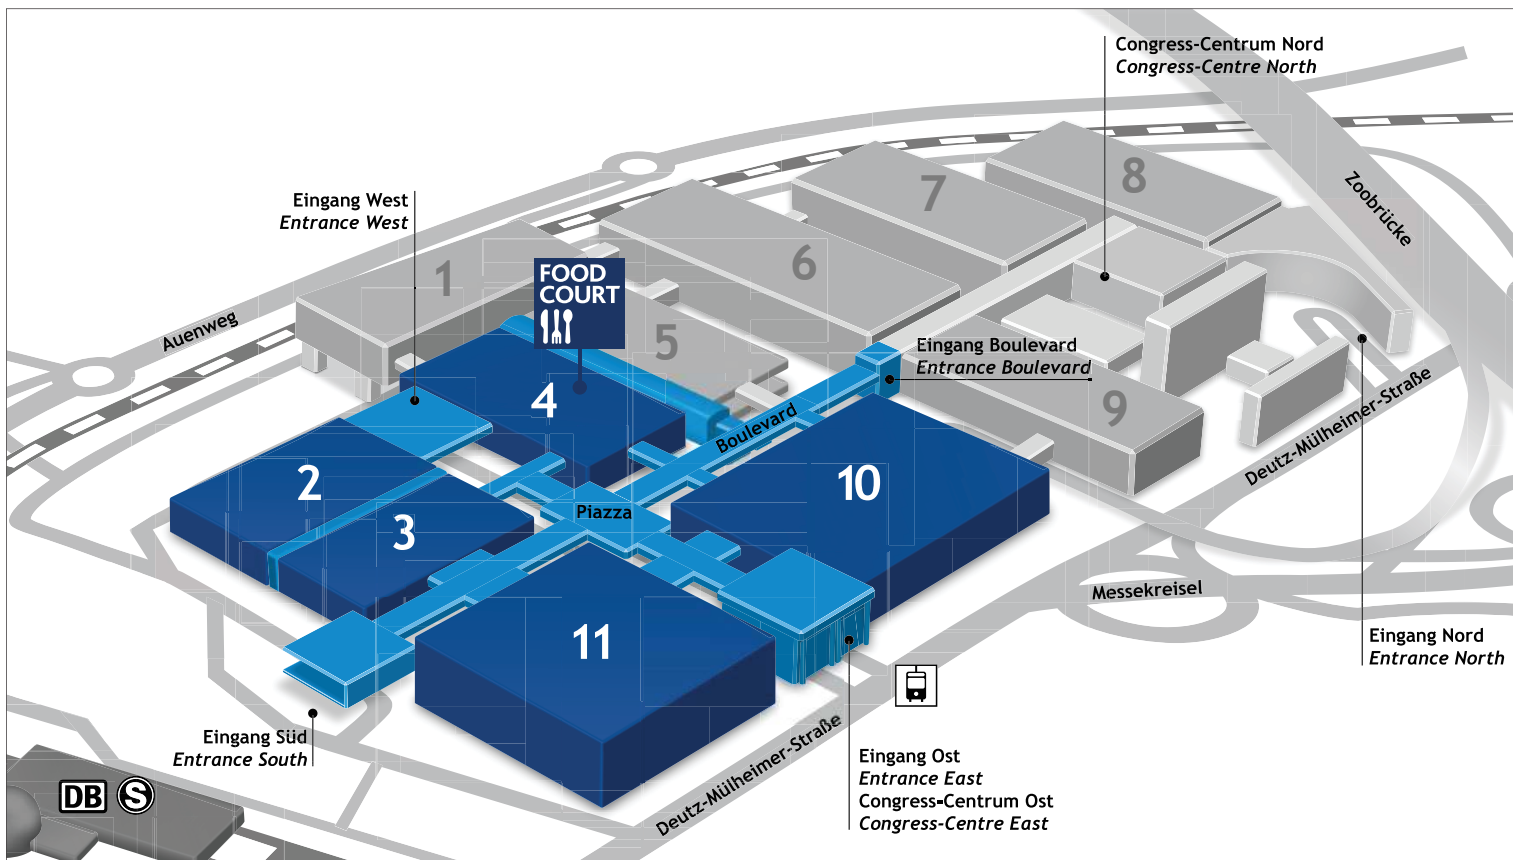 Congress-Centrum Nord
Congress-Centre North
Zoobrücke
8
7
Eingang West
Entrance West
6
1
FOOD
COURT
Auenweg
5
Eingang Boulevard
Entrance Boulevard
4
9
Boulevard
Deutz-Mülheimer-Straße
2
10
Piazza
3
Messekreisel
11
Eingang Nord
Entrance North
Eingang Süd
Entrance South
Deutz-Mülheimer-Straße
Eingang Ost
Entrance East
Congress-Centrum Ost
Congress-Centre East
DB
S